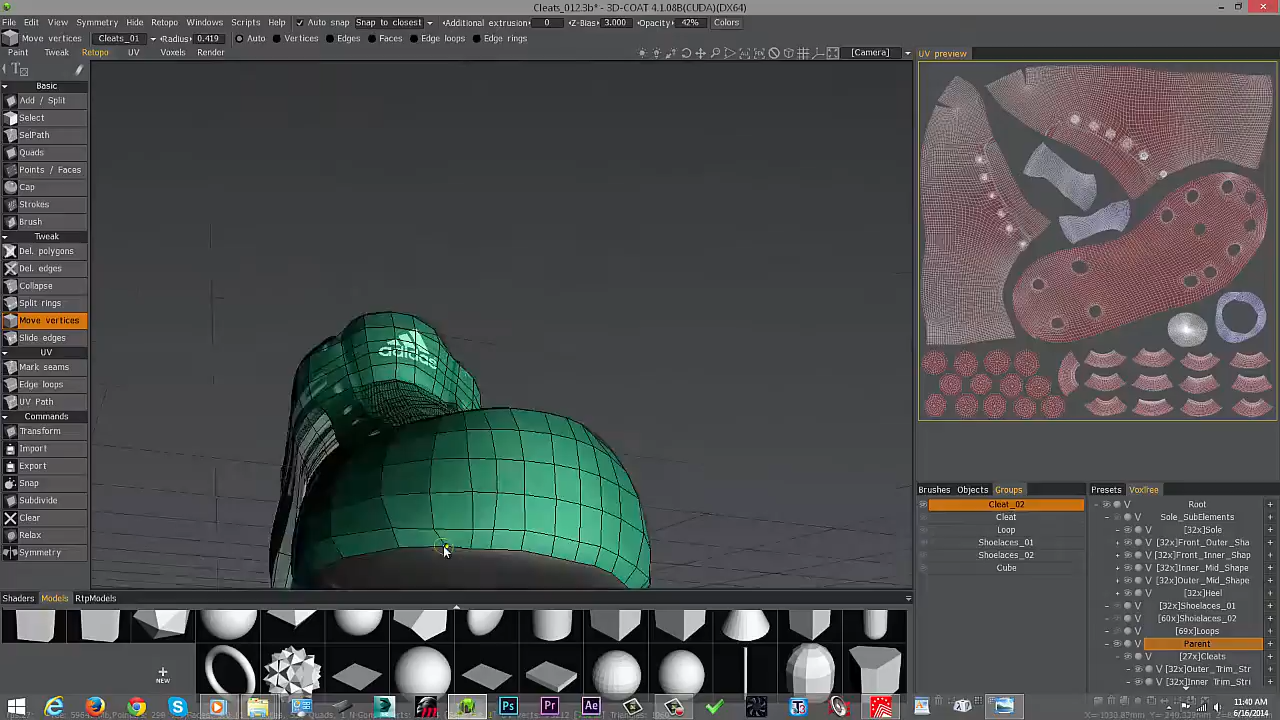 Cleats_012.3b* - 3D-COAT 4.1.08B(CUDA)(DX64)
File Edit View Symmetry Hide Retopo Windows Scripts Help Auto snap Snap to closest Additional extrusion 0 Z-Bias 3.000 Opacity 42% Colors
Move vertices Cleats_01 Radius 0.419 Auto Vertices Edges Faces Edge loops Edge rings
Paint Tweak Retopo UV Voxels Render [Camera] UV preview
Basic
Add / Split
Select
SelPath
Quads
Points / Faces
Cap
Strokes
Brush
Tweak
Del. polygons
Del. edges
Collapse
Split rings
Move vertices
Slide edges
UV
Mark seams
Edge loops
UV Path
Commands
Transform
Import
Export
Snap
Subdivide
Clear
Relax
Symmetry
adidas
Brushes Objects Groups
Cleat_02
Cleat
Loop
Shoelaces_01
Shoelaces_02
Cube
Presets VoxTree
V Root
V Sole_SubElements
V [32x]Sole
V [32x]Front_Outer_Sha
V [32x]Front_Inner_Shap
V [32x]Inner_Mid_Shape
V [32x]Outer_Mid_Shape
V [32x]Heel
V [32x]Shoelaces_01
V [60x]Shoelaces_02
V [69x]Loops
V Parent
V [27x]Cleats
V [32x]Outer_Trim_Str
V [32x]Inner_Trim_Stri
Shaders Models RtpModels
NEW
11:40 AM
6/16/2014